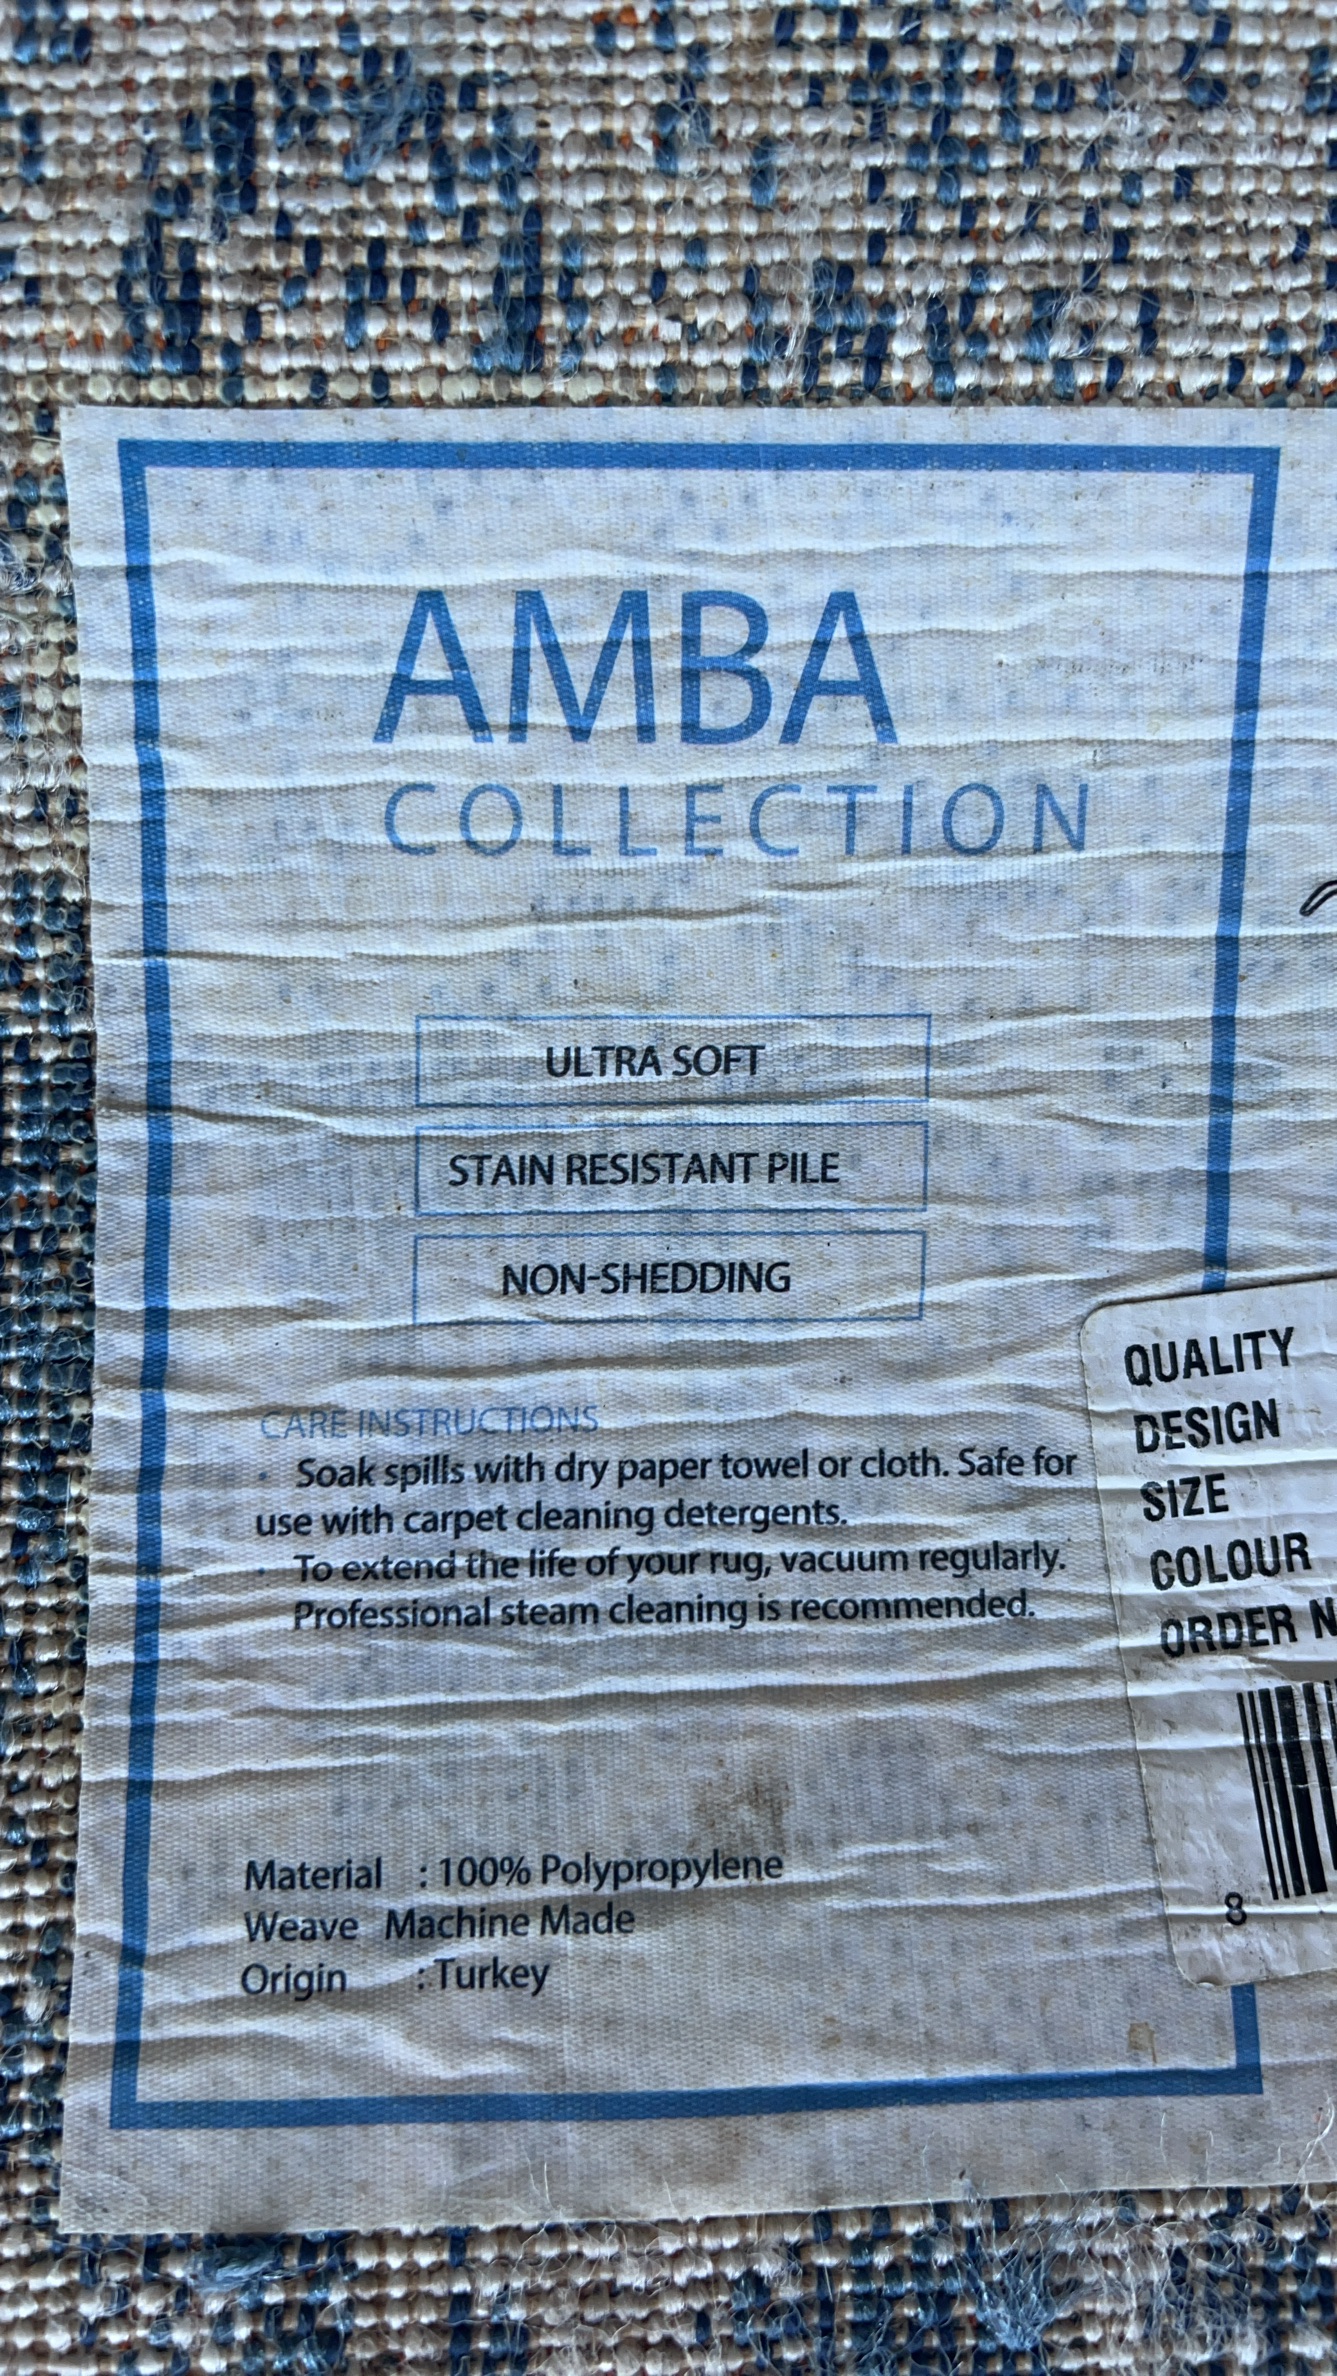 AMBA
COLLECTION
ULTRA SOFT
STAIN RESISTANT PILE
NON-SHEDDING
CARE INSTRUCTIONS
• Soak spills with dry paper towel or cloth. Safe for
use with carpet cleaning detergents.
• To extend the life of your rug, vacuum regularly.
Professional steam cleaning is recommended.
Material : 100% Polypropylene
Weave Machine Made
Origin : Turkey
QUALITY
DESIGN
SIZE
COLOUR
ORDER N
8